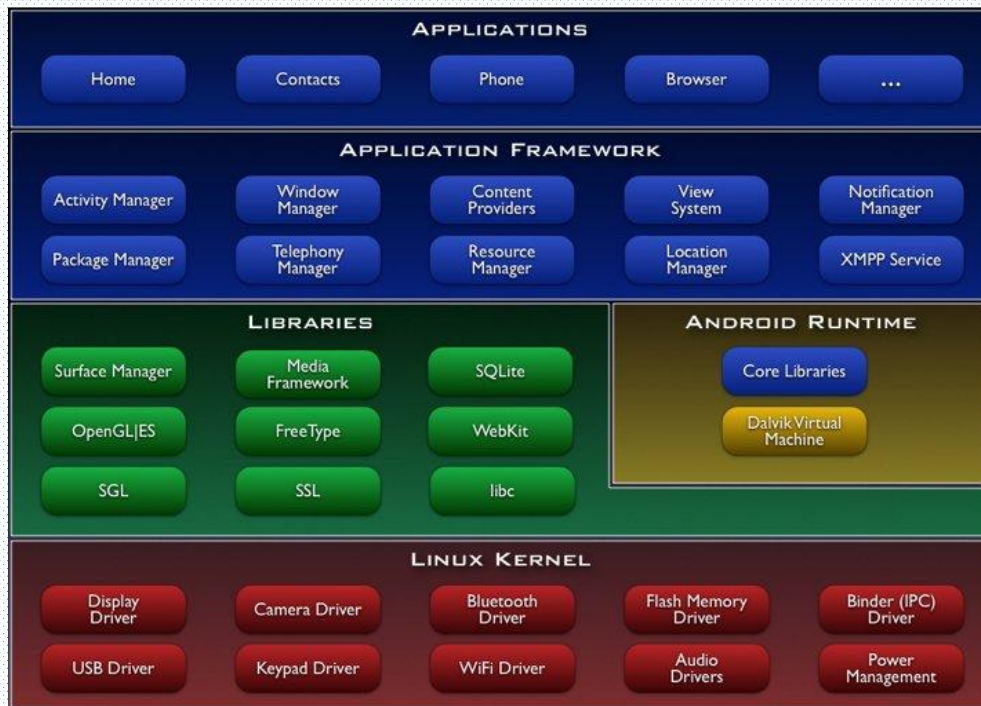 APPLICATIONS
Home
Contacts
Phone
Browser
...
APPLICATION FRAMEWORK
Activity Manager
Window
Manager
Content
Providers
View
System
Notification
Manager
Package Manager
Telephony
Manager
Resource
Manager
Location
Manager
XMPP Service
LIBRARIES
Surface Manager
Media
Framework
SQLite
OpenGL|ES
FreeType
WebKit
SGL
SSL
libc
ANDROID RUNTIME
Core Libraries
Dalvik Virtual
Machine
LINUX KERNEL
Display
Driver
Camera Driver
Bluetooth
Driver
Flash Memory
Driver
Binder (IPC)
Driver
USB Driver
Keypad Driver
WiFi Driver
Audio
Drivers
Power
Management